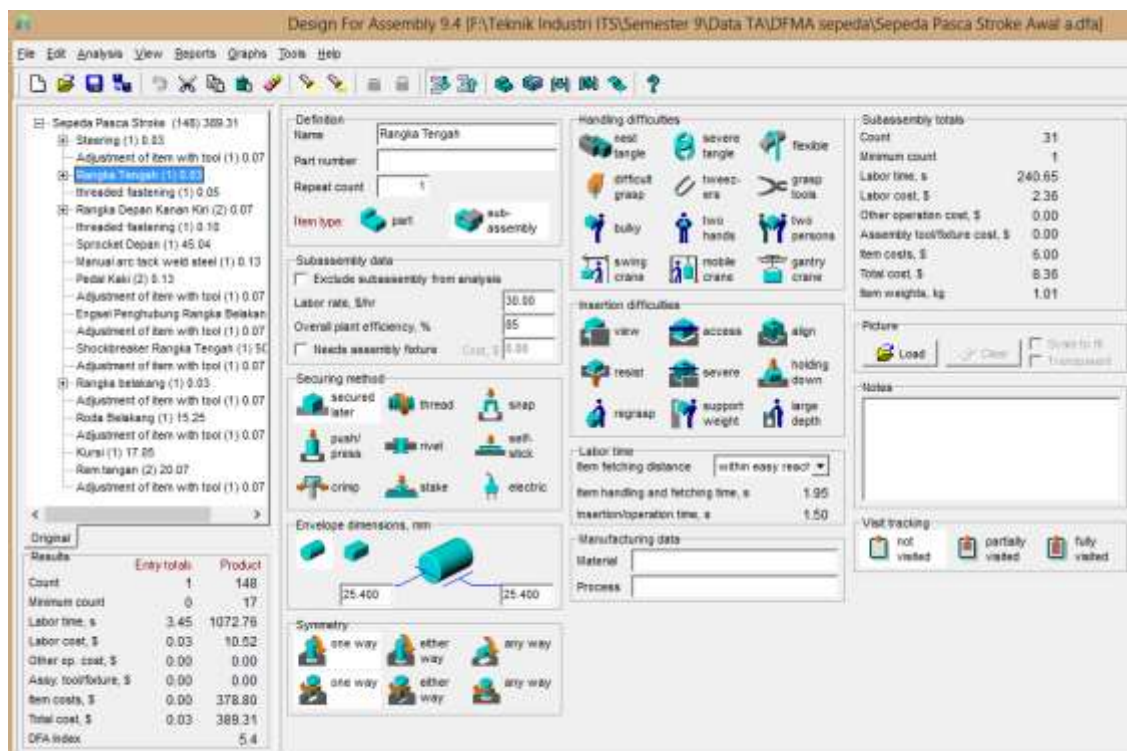 Design For Assembly 9.4 [F:\Teknik Industri ITS\Semester 9\Data TA\DFMA sepeda\Sepeda Pasca Stroke Awal a.dfa]
File Edit Analysis View Reports Graphs Tools Help
Sepeda Pasca Stroke (148) 389.31
Steering (1) 0.03
Adjustment of item with tool (1) 0.07
Rangka Tengah (1) 0.03
threaded fastening (1) 0.05
Rangka Depan Kanan Kiri (2) 0.07
threaded fastening (1) 0.10
Sprocket Depan (1) 45.04
Manual arc tack weld steel (1) 0.13
Pedal Kaki (2) 0.13
Adjustment of item with tool (1) 0.07
Engsel Penghubung Rangka Belakan
Adjustment of item with tool (1) 0.07
Shockbreaker Rangka Tengah (1) 50
Adjustment of item with tool (1) 0.07
Rangka belakang (1) 0.03
Adjustment of item with tool (1) 0.07
Roda Belakang (1) 15.25
Adjustment of item with tool (1) 0.07
Kursi (1) 17.05
Rem tangan (2) 20.07
Adjustment of item with tool (1) 0.07
Original
Results
Entry totals Product
Count 1 148
Minimum count 0 17
Labor time, s 3.45 1072.76
Labor cost, $ 0.03 10.52
Other op. cost, $ 0.00 0.00
Assy. tool/fixture, $ 0.00 0.00
Item costs, $ 0.00 378.80
Total cost, $ 0.03 389.31
DFA Index 5.4
Definition
Name Rangka Tengah
Part number
Repeat count 1
Item type: part sub-assembly
Subassembly data
Exclude subassembly from analysis
Labor rate, $/hr 30.00
Overall plant efficiency, % 85
Needs assembly fixture Cost, $ 0.00
Securing method
secured later thread snap
push/press rivet self-stick
crimp stake electric
Envelope dimensions, mm
25.400 25.400
Symmetry
one way either way any way
one way either way any way
Handling difficulties
nest tangle severe tangle flexible
difficult grasp tweez-ers grasp tools
bulky two hands two persons
swing crane mobile crane gantry crane
Insertion difficulties
view access align
resist severe holding down
regrasp support weight large depth
Labor time
Item fetching distance within easy reach
Item handling and fetching time, s 1.95
Insertion/operation time, s 1.50
Manufacturing data
Material
Process
Subassembly totals
Count 31
Minimum count 1
Labor time, s 240.65
Labor cost, $ 2.36
Other operation cost, $ 0.00
Assembly tool/fixture cost, $ 0.00
Item costs, $ 6.00
Total cost, $ 8.36
Item weights, kg 1.01
Picture
Load Clear Scale to fit
Transparent
Notes
Visit tracking
not visited partially visited fully visited